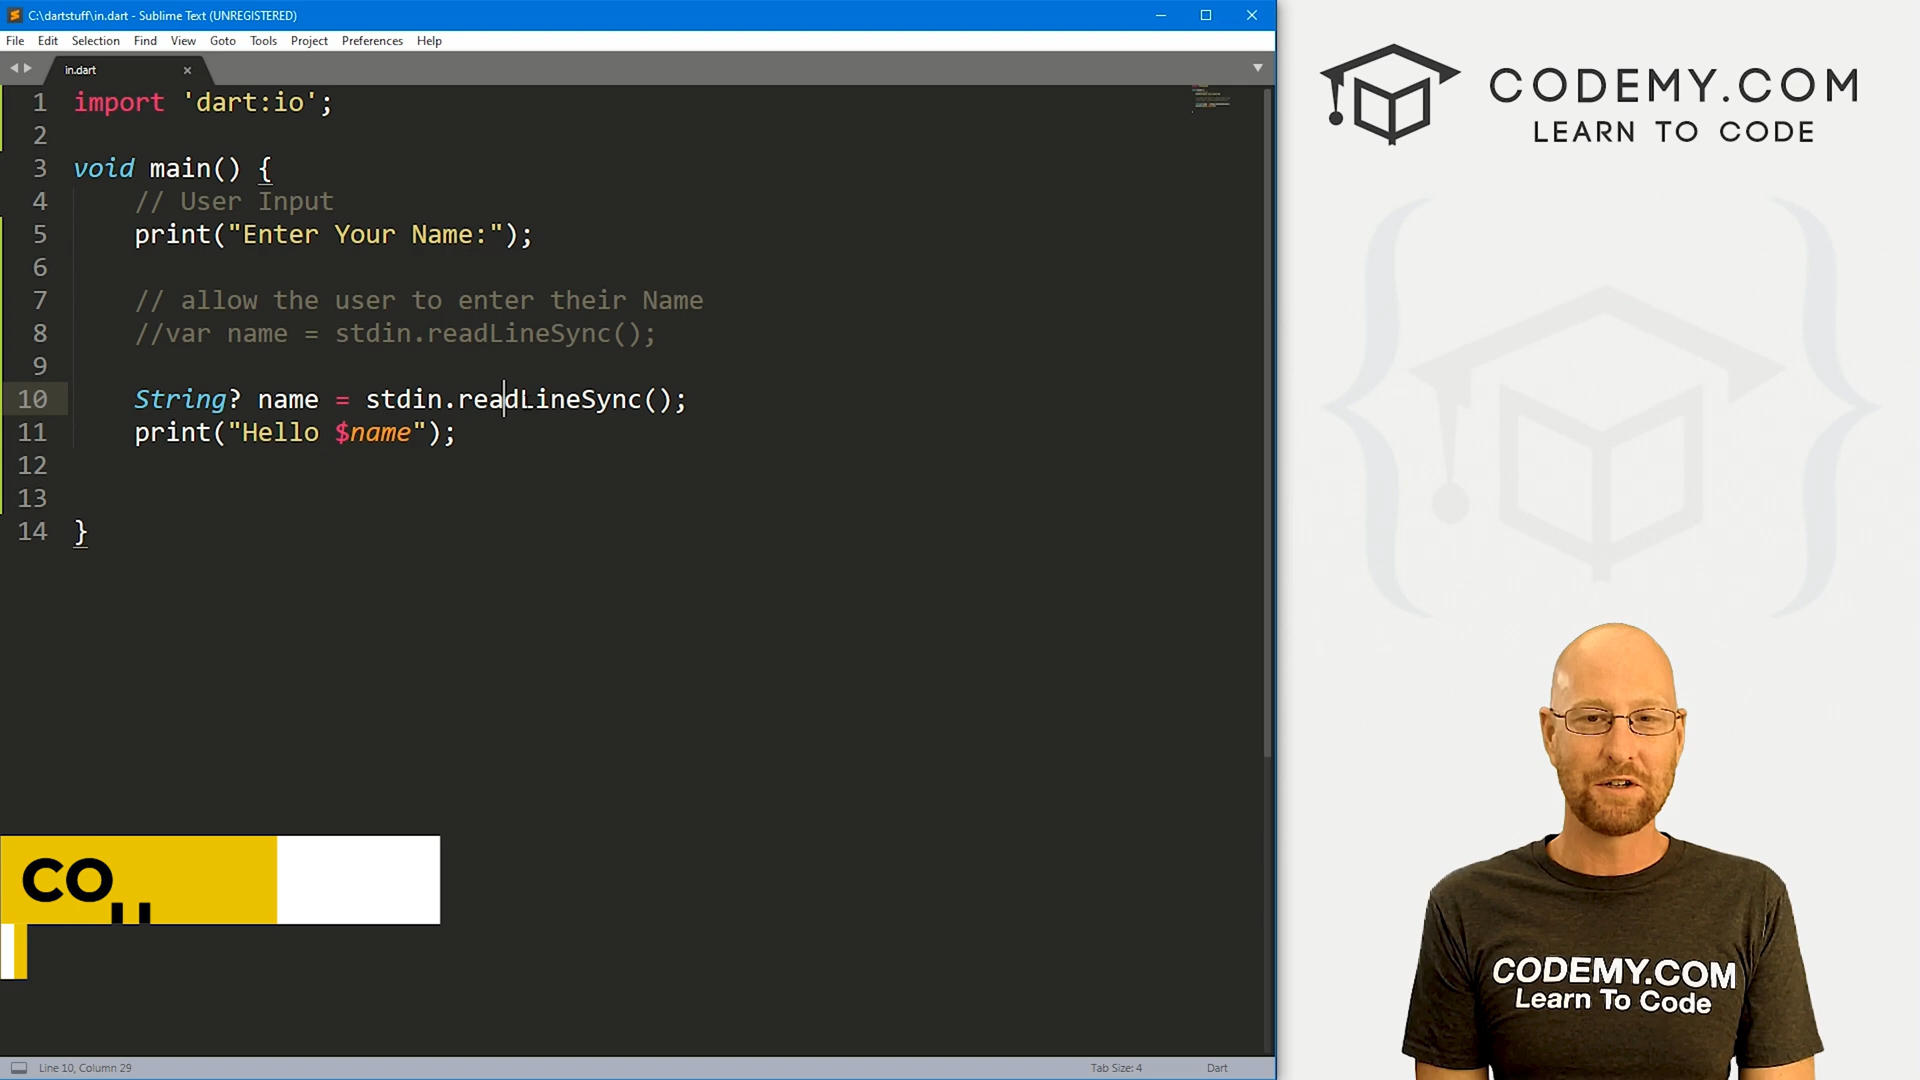 C:\dartstuff\in.dart - Sublime Text (UNREGISTERED)
File Edit Selection Find View Goto Tools Project Preferences Help
in.dart
1 import 'dart:io';
2
3 void main() {
4 // User Input
5 print("Enter Your Name:");
6
7 // allow the user to enter their Name
8 //var name = stdin.readLineSync();
9
10 String? name = stdin.readLineSync();
11 print("Hello $name");
12
13
14 }
CO
Line 10, Column 29
Tab Size: 4
Dart
CODEMY.COM
LEARN TO CODE
CODEMY.COM
Learn To Code